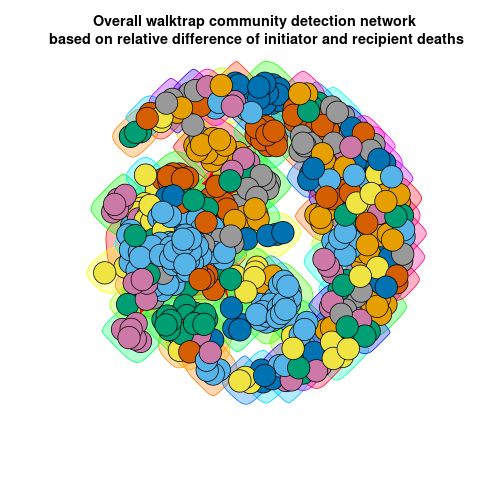 Overall walktrap community detection network
based on relative difference of initiator and recipient deaths